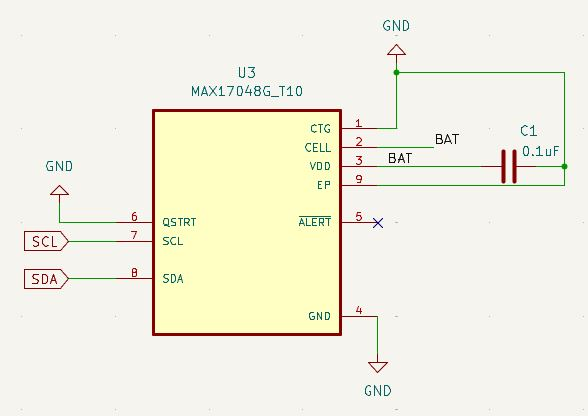 GND
U3
MAX17048G_T10
CTG 1
CELL 2 BAT
VDD 3 BAT
EP 9
C1
0.1uF
GND
6 QSTRT
ALERT 5
SCL 7 SCL
SDA 8 SDA
GND 4
GND